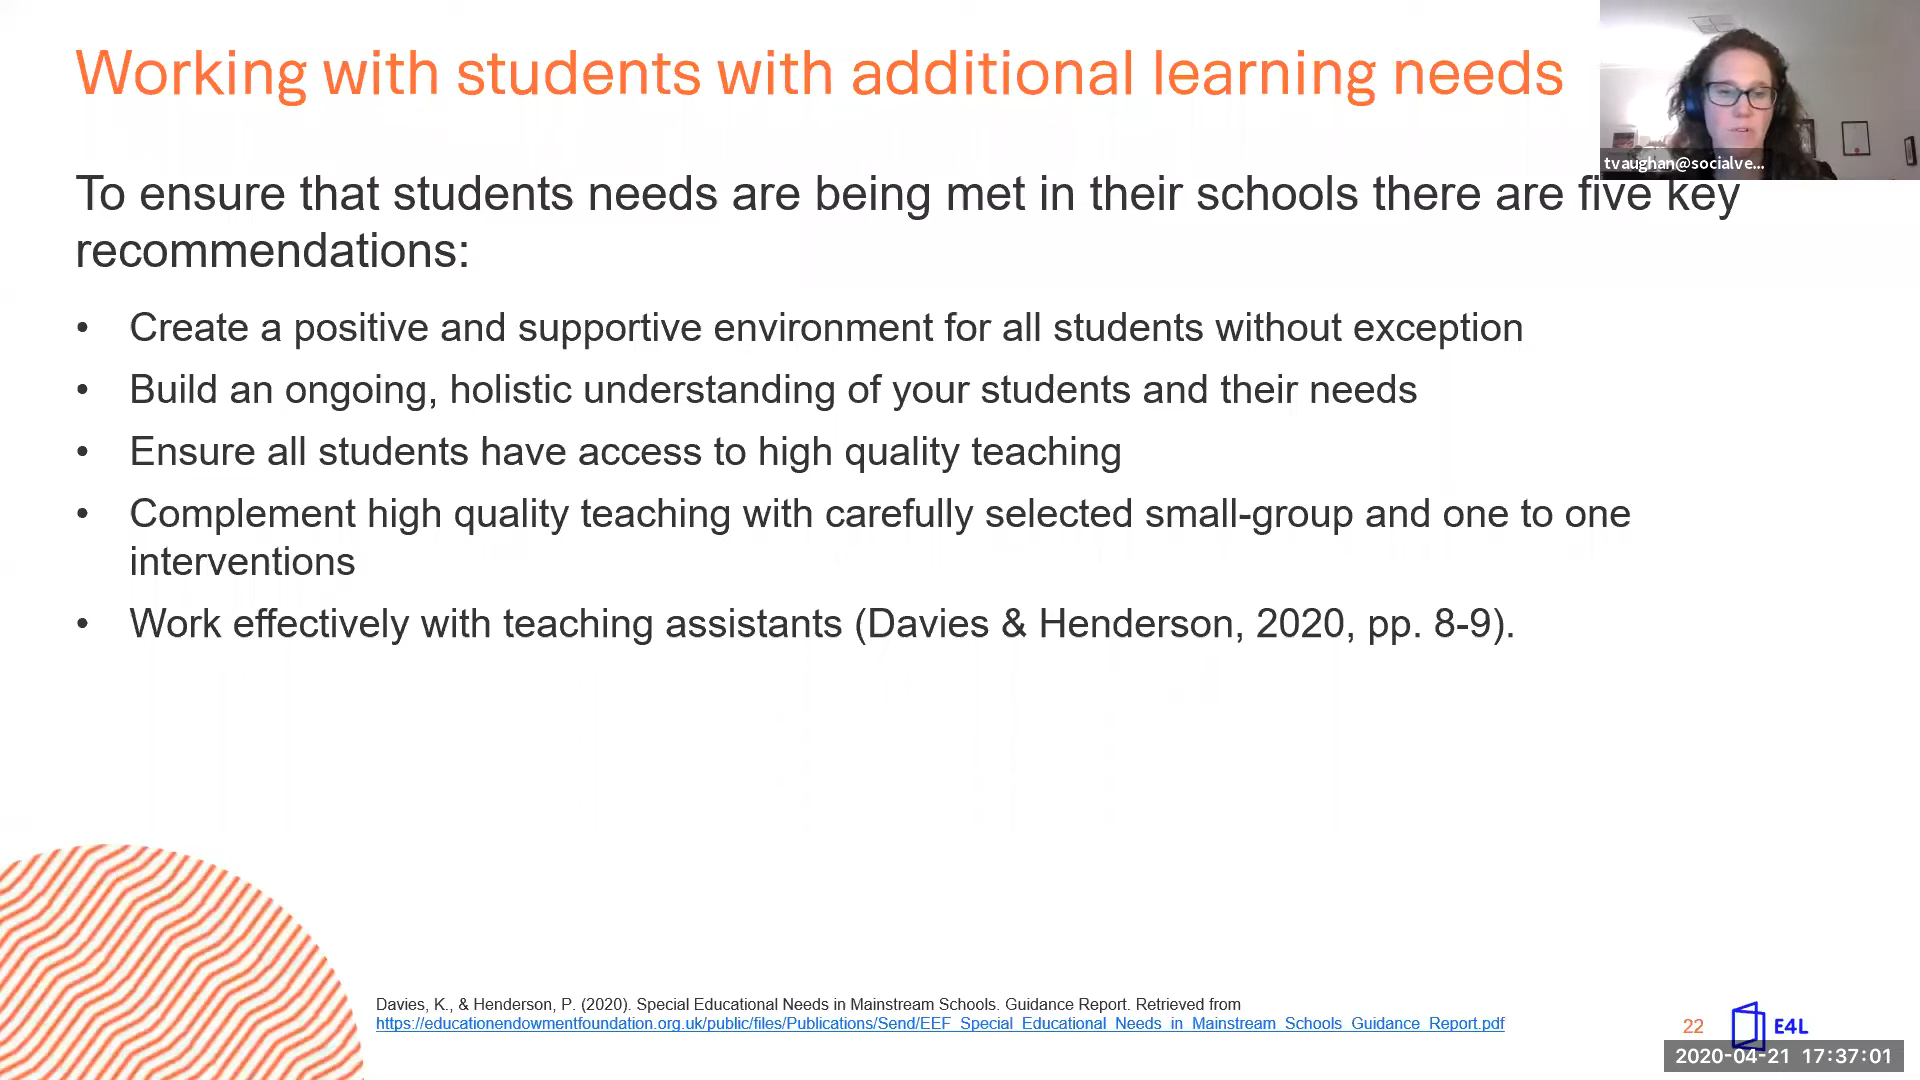 Working with students with additional learning needs
tvaughan@socialve...
To ensure that students needs are being met in their schools there are five key
recommendations:
• Create a positive and supportive environment for all students without exception
• Build an ongoing, holistic understanding of your students and their needs
• Ensure all students have access to high quality teaching
• Complement high quality teaching with carefully selected small-group and one to one
interventions
• Work effectively with teaching assistants (Davies & Henderson, 2020, pp. 8-9).
Davies, K., & Henderson, P. (2020). Special Educational Needs in Mainstream Schools. Guidance Report. Retrieved from
https://educationendowmentfoundation.org.uk/public/files/Publications/Send/EEF_Special_Educational_Needs_in_Mainstream_Schools_Guidance_Report.pdf
22
E4L
2020-04-21 17:37:01